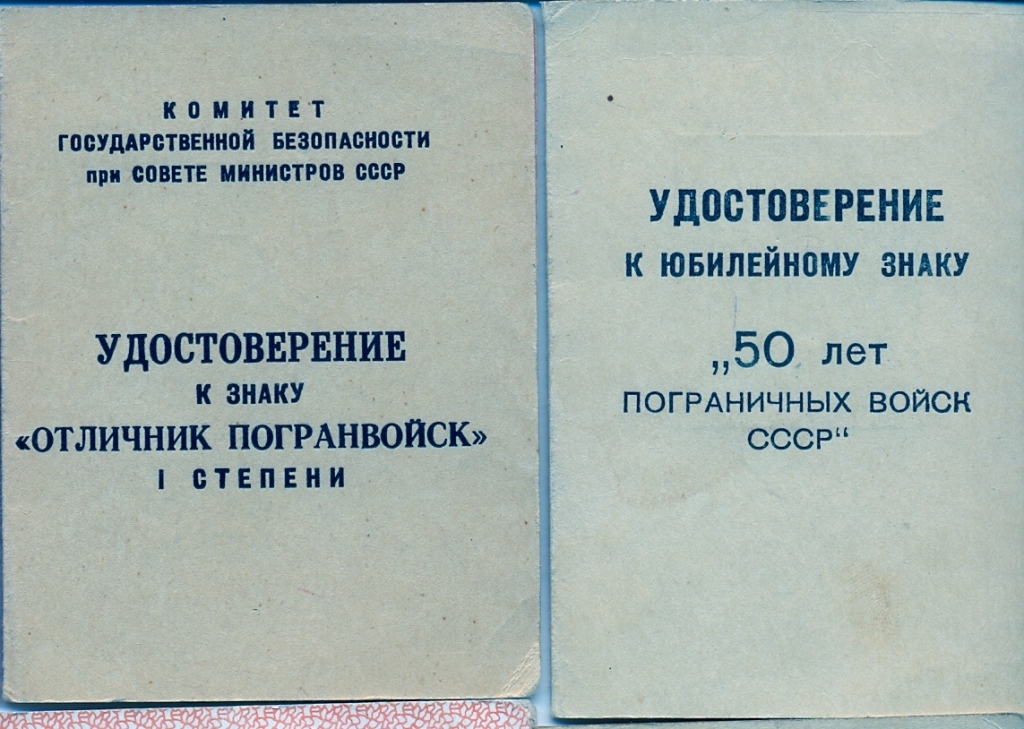 КОМИТЕТ
ГОСУДАРСТВЕННОЙ БЕЗОПАСНОСТИ
при СОВЕТЕ МИНИСТРОВ СССР
УДОСТОВЕРЕНИЕ
К ЗНАКУ
«ОТЛИЧНИК ПОГРАНВОЙСК»
I СТЕПЕНИ
УДОСТОВЕРЕНИЕ
К ЮБИЛЕЙНОМУ ЗНАКУ
„50 лет
ПОГРАНИЧНЫХ ВОЙСК
СССР“